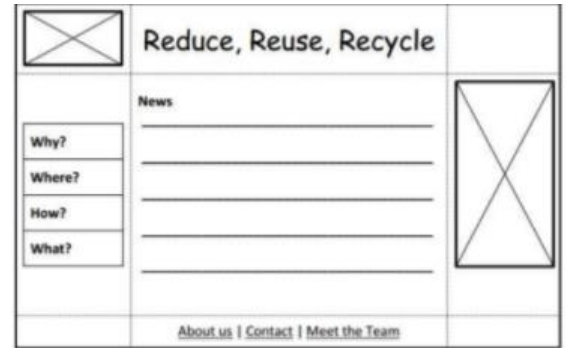 Reduce, Reuse, Recycle
News
Why?
Where?
How?
What?
About us | Contact | Meet the Team